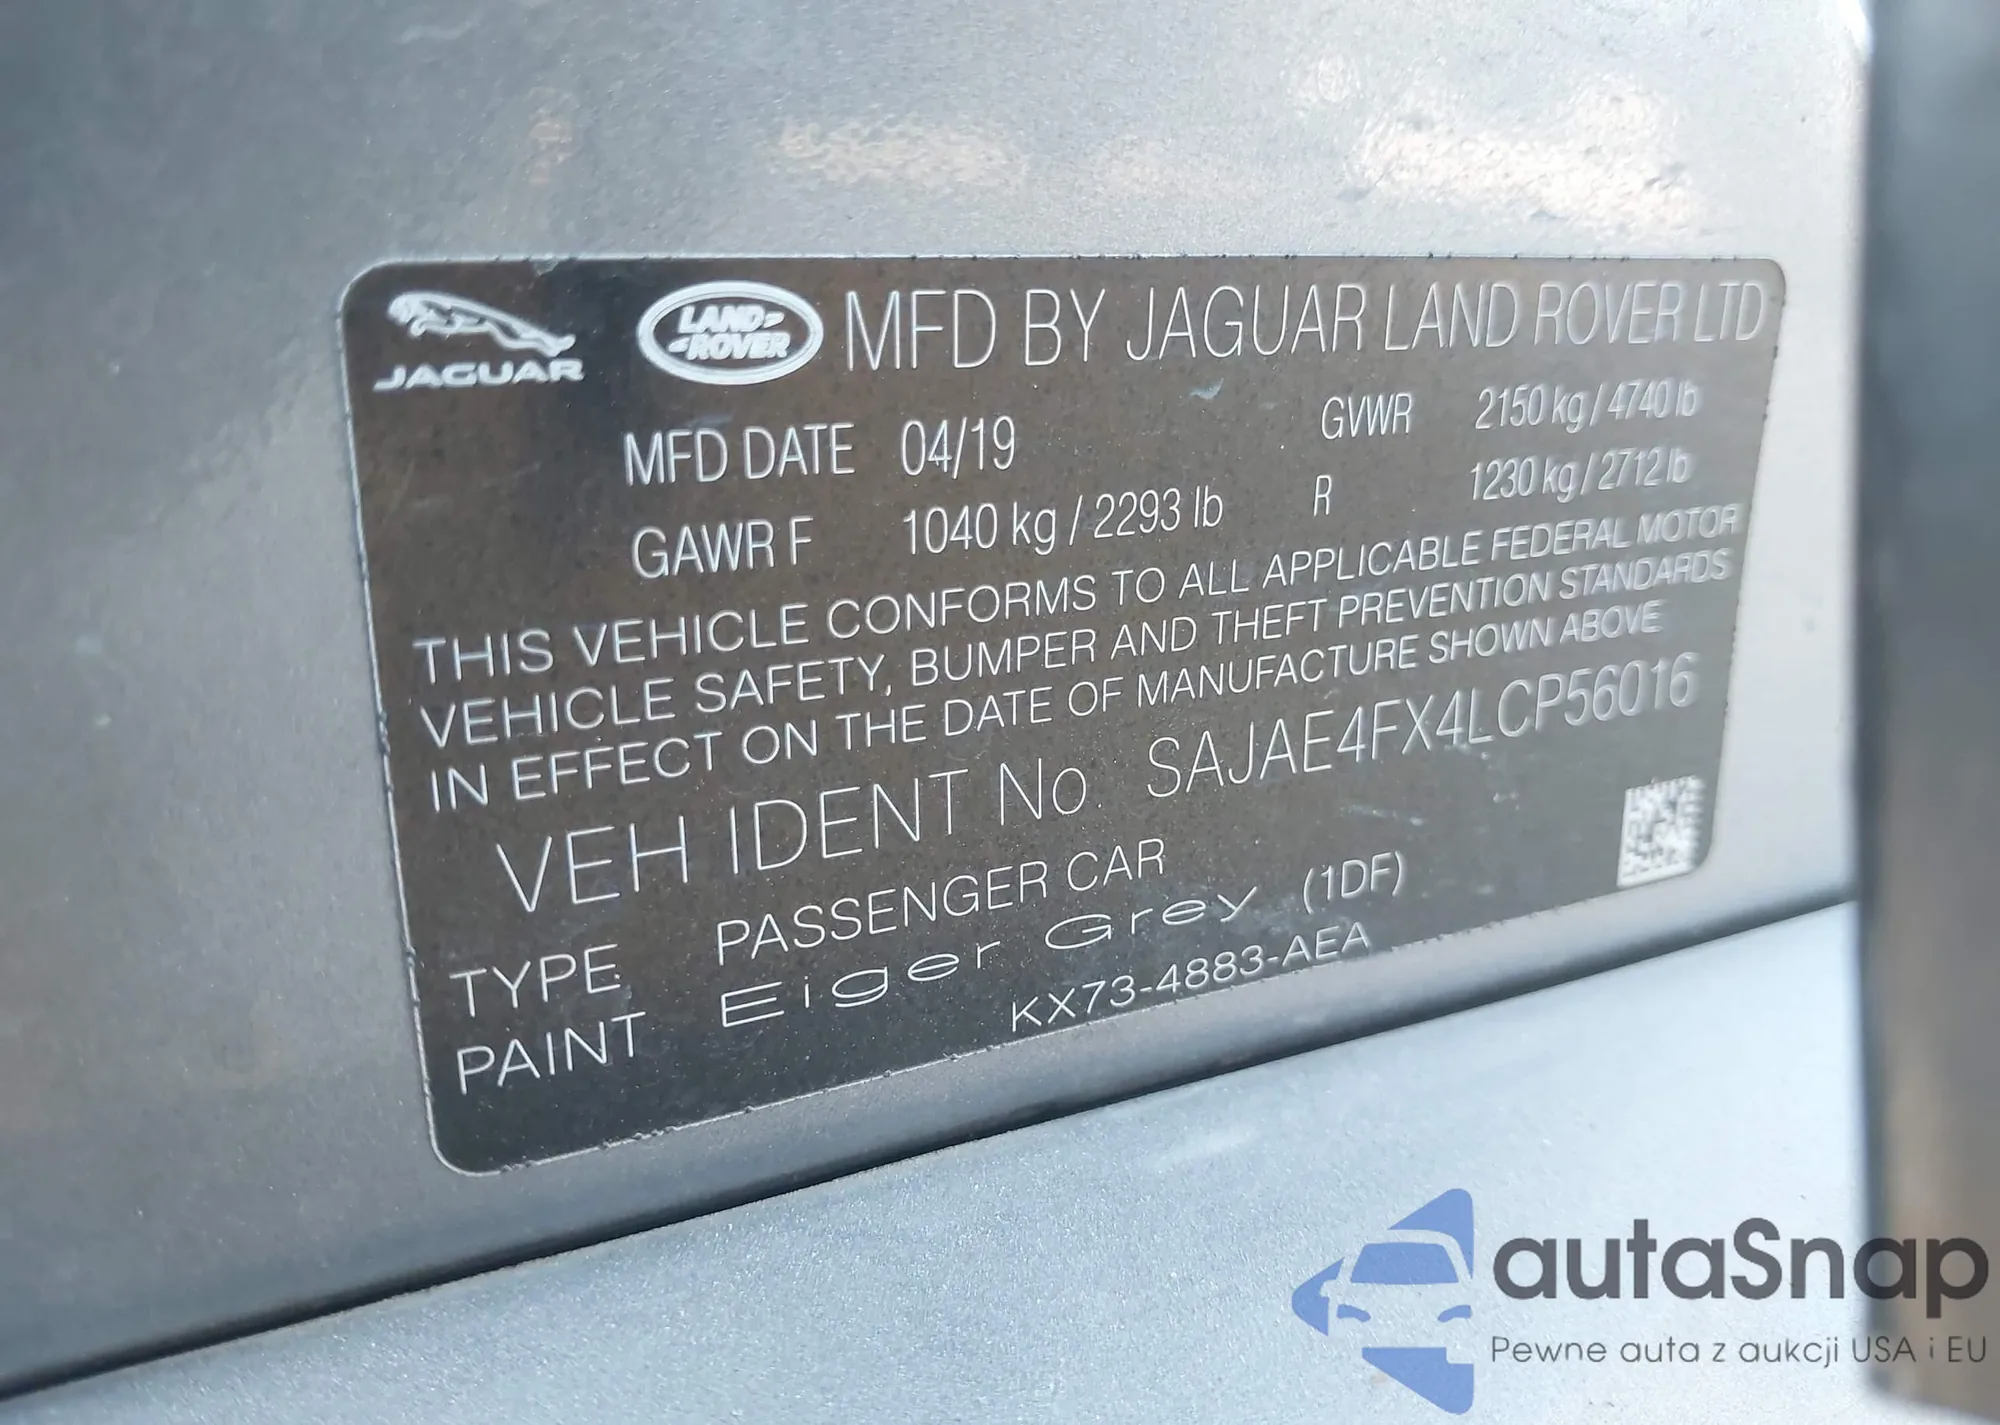 JAGUAR LAND ROVER MFD BY JAGUAR LAND ROVER LTD
MFD DATE 04/19 GVWR 2150 kg / 4740 lb
GAWR F 1040 kg / 2293 lb R 1230 kg / 2712 lb
THIS VEHICLE CONFORMS TO ALL APPLICABLE FEDERAL MOTOR
VEHICLE SAFETY, BUMPER AND THEFT PREVENTION STANDARDS
IN EFFECT ON THE DATE OF MANUFACTURE SHOWN ABOVE
VEH IDENT No. SAJAE4FX4LCP56016
TYPE PASSENGER CAR
PAINT Eiger Grey (1DF)
KX73-4883-AEA
autaSnap
Pewne auta z aukcji USA i EU